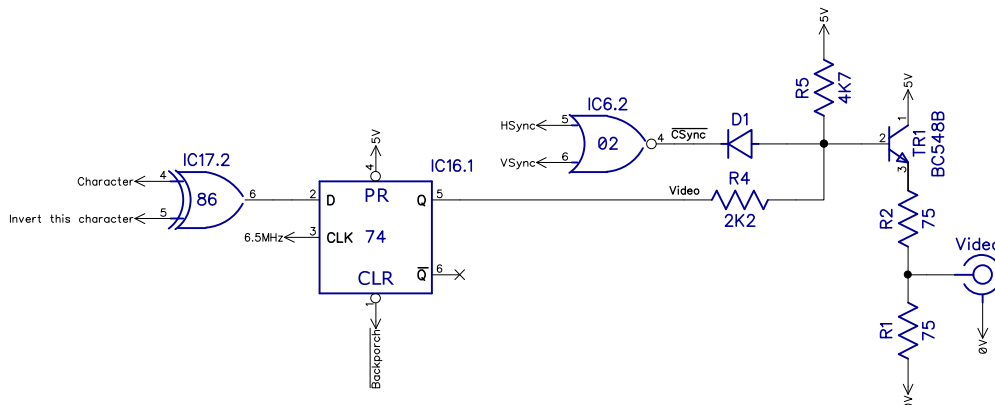 5V
R5
4K7
5V
IC6.2
D1
HSync
5
02
4
CSync
VSync
6
2
1
TR1
BC548B
3
5V
IC17.2
IC16.1
4
Character
4
86
6
2
D
PR
Q
5
Video
R4
2K2
Invert this character
5
6.5MHz
3
CLK
74
R2
75
Video
CLR
Q
6
1
Backporch
R1
75
0V
0V